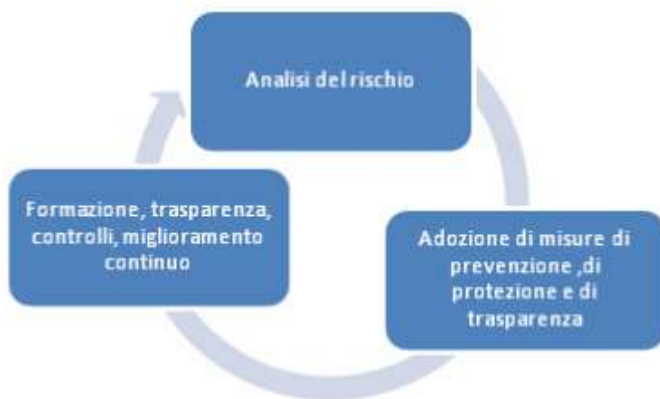 Analisi del rischio
Formazione, trasparenza,
controlli, miglioramento
continuo
Adozione di misure di
prevenzione ,di
protezione e di
trasparenza